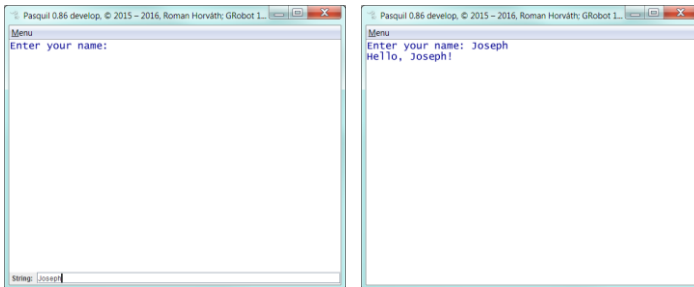 Pasquil 0.86 develop, © 2015 – 2016, Roman Horváth; GRobot 1...
Menu
Enter your name:
String: Joseph
Pasquil 0.86 develop, © 2015 – 2016, Roman Horváth; GRobot 1...
Menu
Enter your name: Joseph
Hello, Joseph!